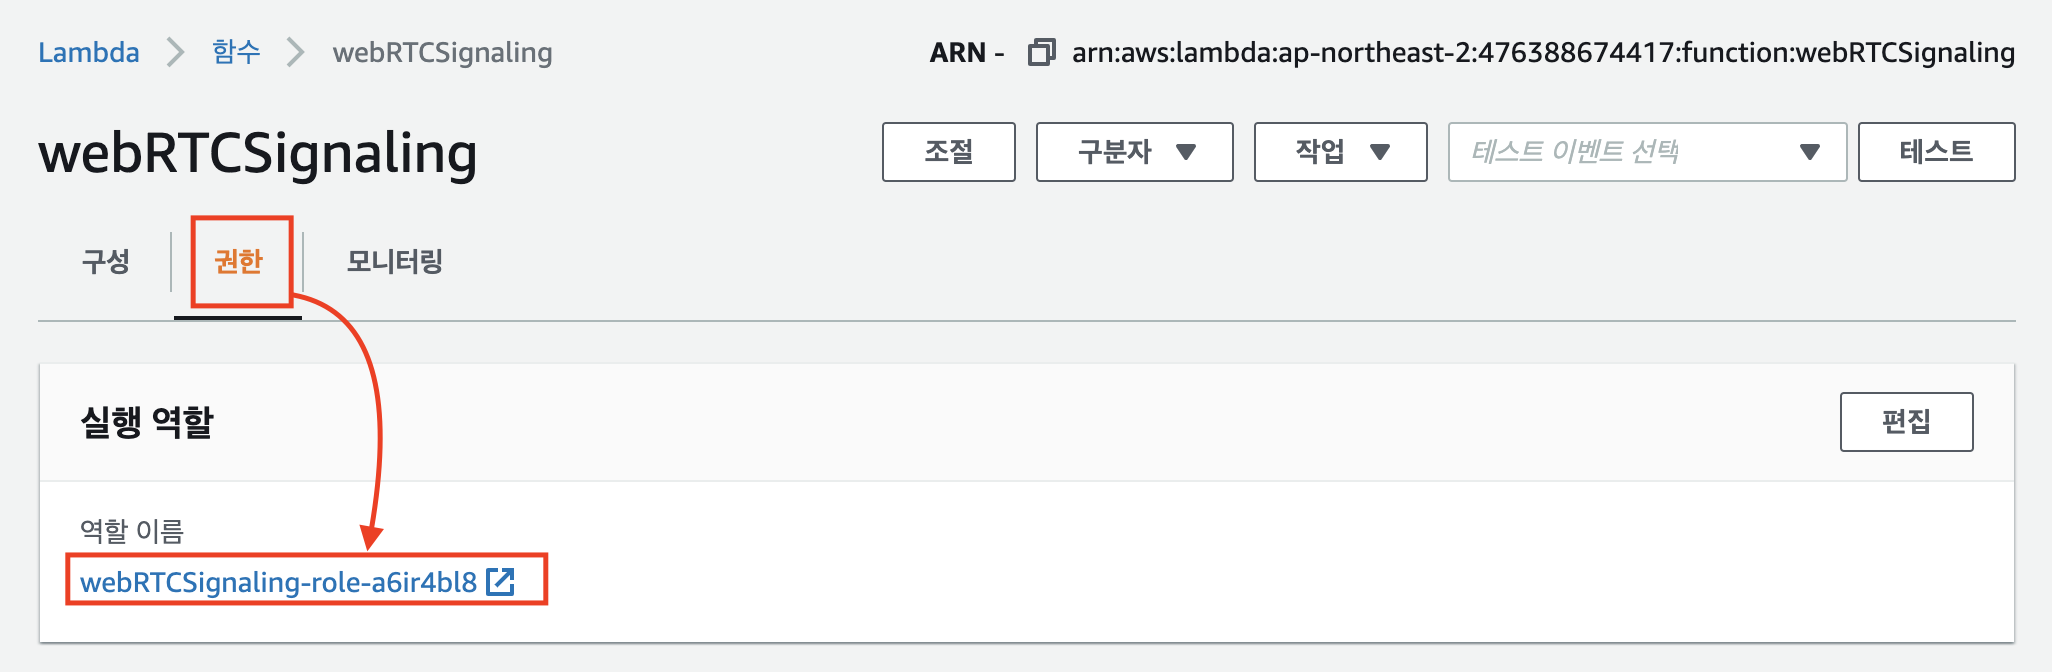 Lambda 함수 webRTCSignaling ARN - arn:aws:lambda:ap-northeast-2:476388674417:function:webRTCSignaling
webRTCSignaling 조절 구분자 작업 테스트 이벤트 선택 테스트
구성 권한 모니터링
실행 역할 편집
역할 이름
webRTCSignaling-role-a6ir4bl8